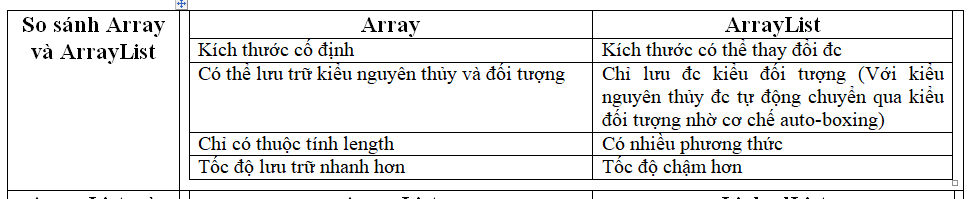 So sánh Array
và ArrayList
Array
ArrayList
Kích thước cố định
Kích thước có thể thay đổi đc
Có thể lưu trữ kiểu nguyên thủy và đối tượng
Chỉ lưu đc kiểu đối tượng (Với kiểu
nguyên thủy đc tự động chuyển qua kiểu
đối tượng nhờ cơ chế auto-boxing)
Chỉ có thuộc tính length
Có nhiều phương thức
Tốc độ lưu trữ nhanh hơn
Tốc độ chậm hơn